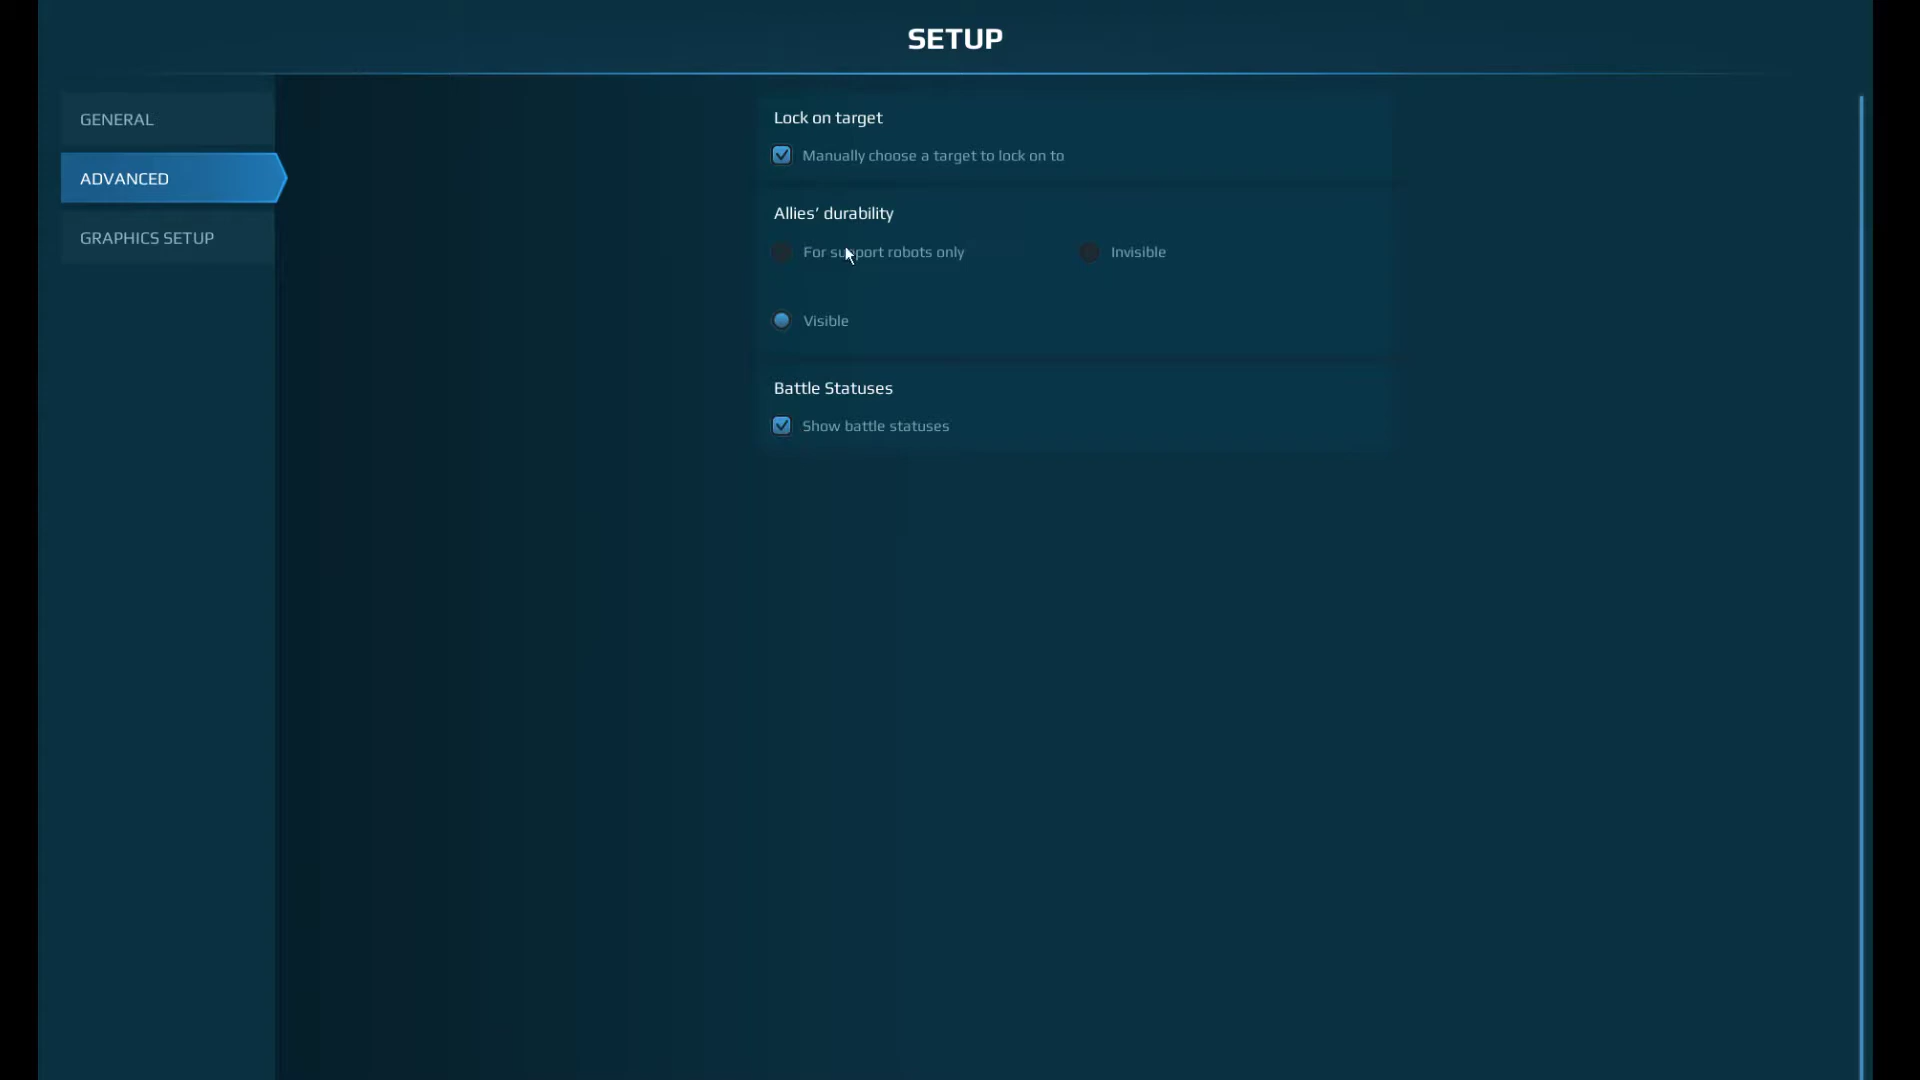 SETUP
GENERAL
ADVANCED
GRAPHICS SETUP
Lock on target
Manually choose a target to lock on to
Allies’ durability
For support robots only
Invisible
Visible
Battle Statuses
Show battle statuses